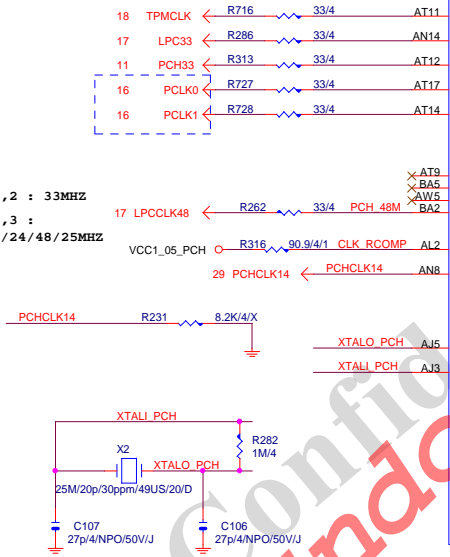 18 TPMCLK R716 33/4 AT11
17 LPC33 R286 33/4 AN14
11 PCH33 R313 33/4 AT12
16 PCLK0 R727 33/4 AT17
16 PCLK1 R728 33/4 AT14
AT9
BA5
,2 : 33MHZ AW5
17 LPCCLK48 R262 33/4 PCH_48M BA2
,3 :
/24/48/25MHZ
VCC1_05_PCH R316 90.9/4/1 CLK_RCOMP AL2
29 PCHCLK14 PCHCLK14 AN8
PCHCLK14 R231 8.2K/4/X
XTALO_PCH AJ5
XTALI_PCH AJ3
XTALI_PCH
X2 R282
XTALO_PCH 1M/4
25M/20p/30ppm/49US/20/D
C107 C106
27p/4/NPO/50V/J 27p/4/NPO/50V/J
Confid